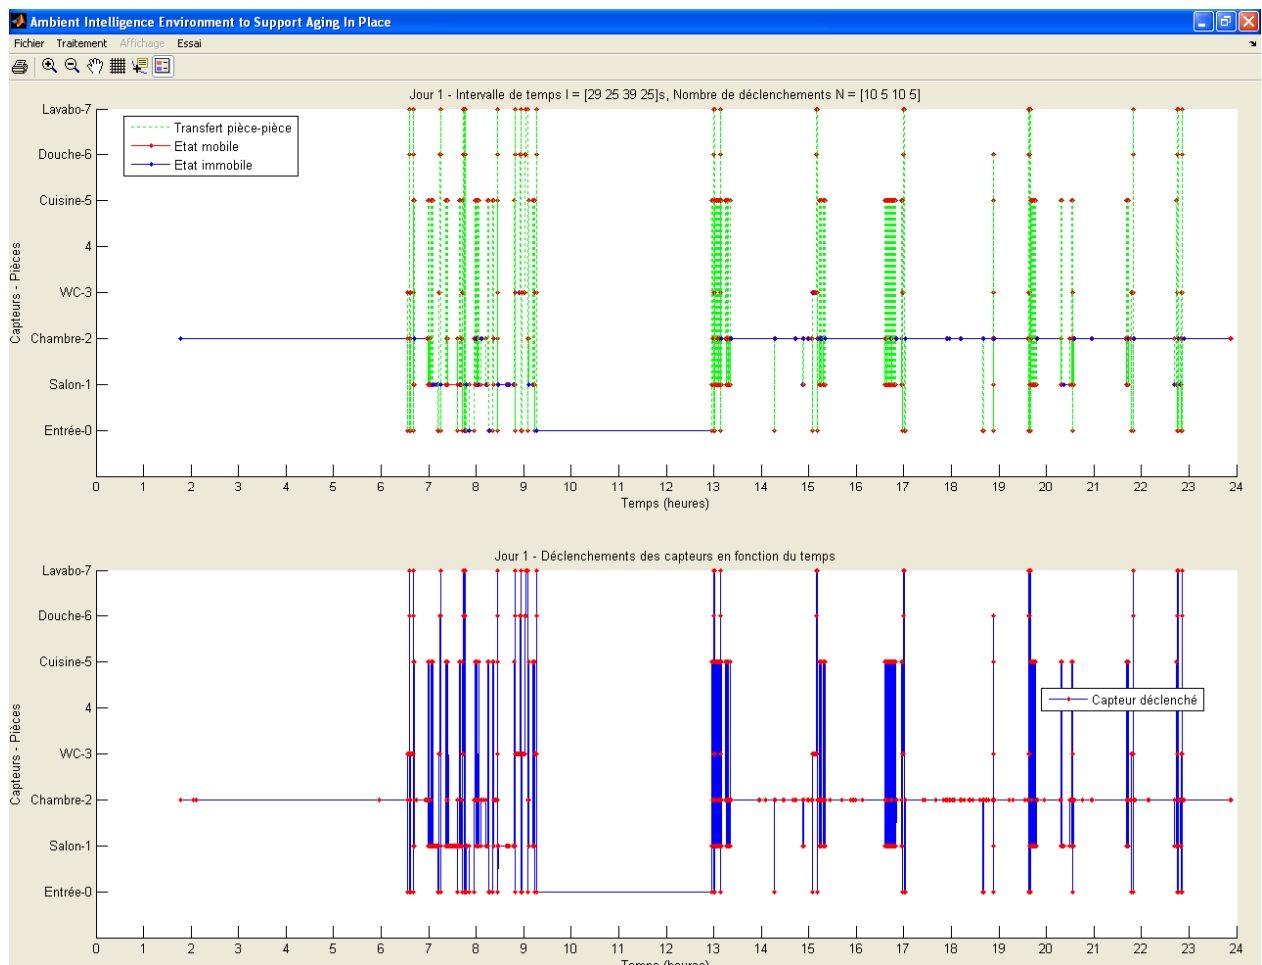 Ambient Intelligence Environment to Support Aging In Place
Fichier Traitement Affichage Essai
Jour 1 - Intervalle de temps I = [29 25 39 25]s, Nombre de déclenchements N = [10 5 10 5]
Capteurs - Pièces
Lavabo-7
Douche-6
Cuisine-5
4
WC-3
Chambre-2
Salon-1
Entrée-0
Transfert pièce-pièce
Etat mobile
Etat immobile
0 1 2 3 4 5 6 7 8 9 10 11 12 13 14 15 16 17 18 19 20 21 22 23 24
Temps (heures)
Jour 1 - Déclenchements des capteurs en fonction du temps
Capteurs - Pièces
Lavabo-7
Douche-6
Cuisine-5
4
WC-3
Chambre-2
Salon-1
Entrée-0
Capteur déclenché
0 1 2 3 4 5 6 7 8 9 10 11 12 13 14 15 16 17 18 19 20 21 22 23 24
Temps (heures)